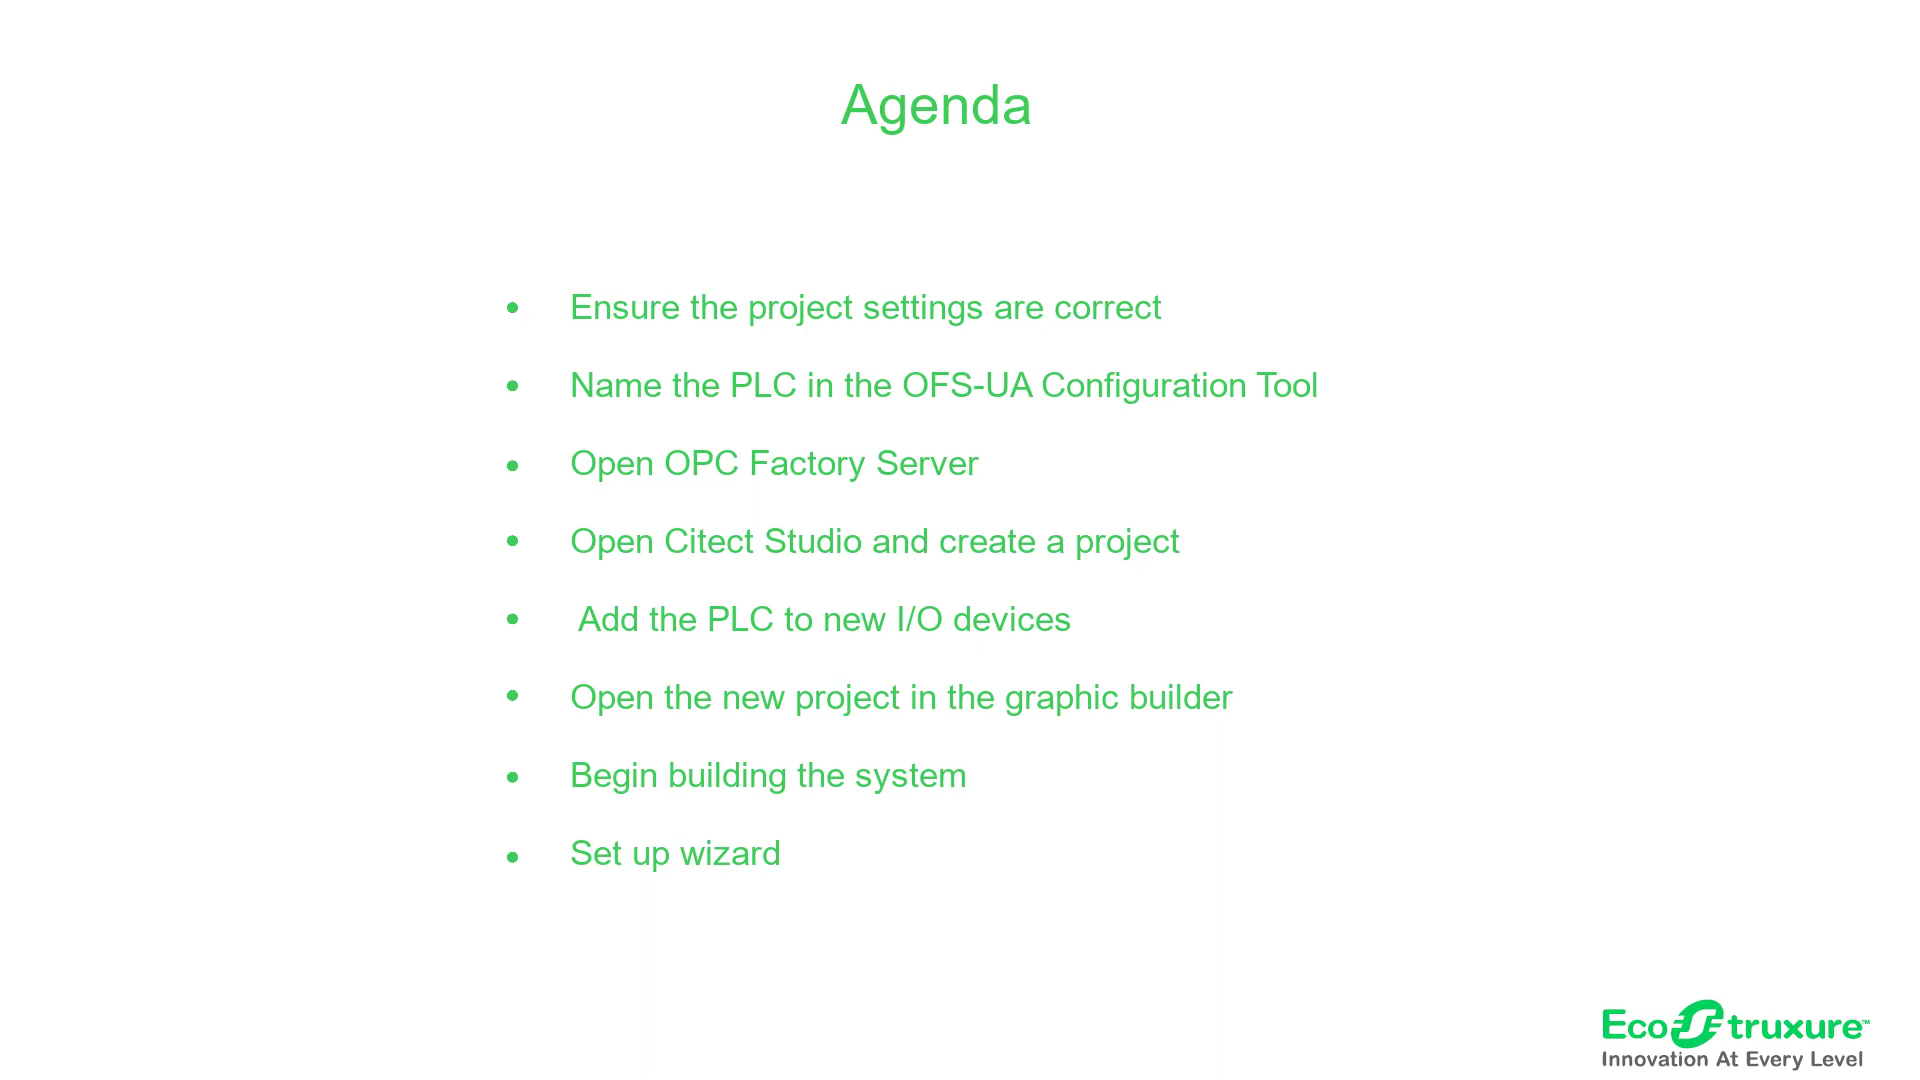 Agenda
• Ensure the project settings are correct
• Name the PLC in the OFS-UA Configuration Tool
• Open OPC Factory Server
• Open Citect Studio and create a project
• Add the PLC to new I/O devices
• Open the new project in the graphic builder
• Begin building the system
• Set up wizard
EcoStruxure™
Innovation At Every Level